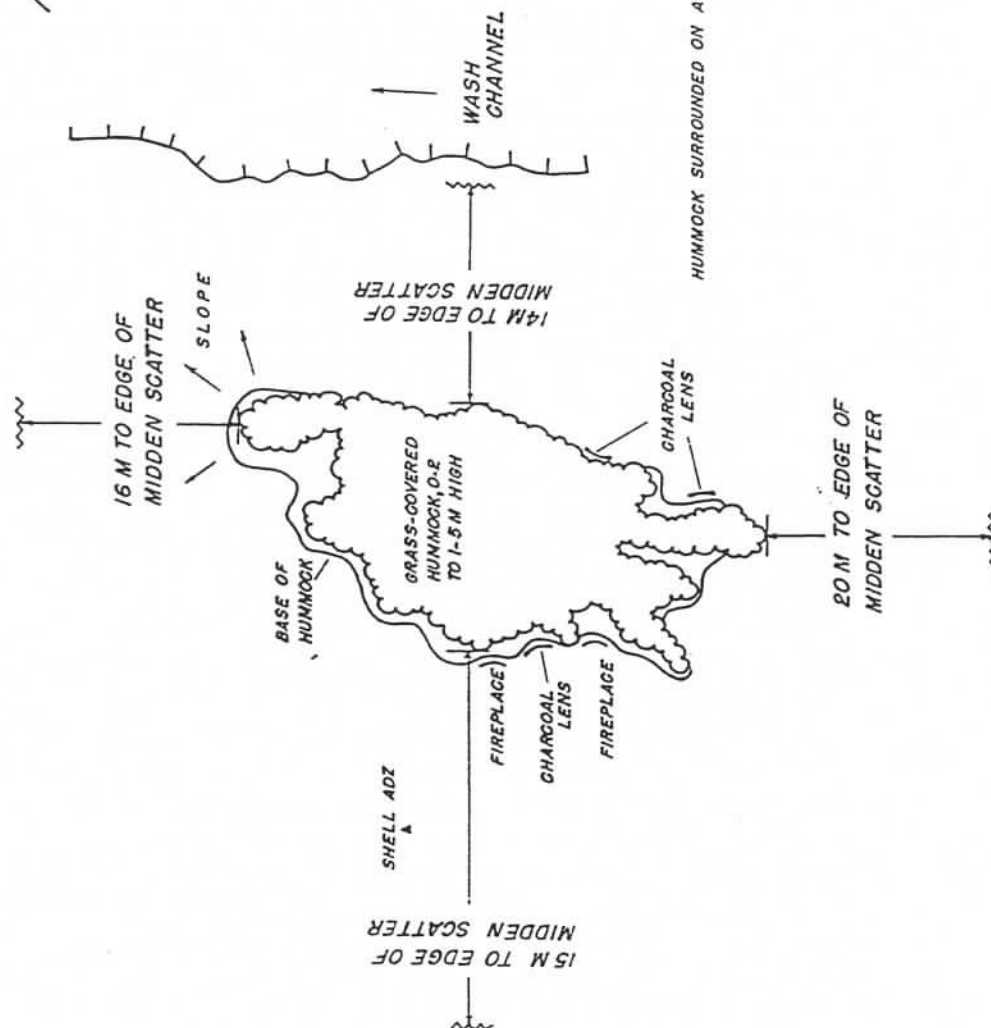 16 M TO EDGE OF
MIDDEN SCATTER
SLOPE
WASH
CHANNEL
14M TO EDGE OF
MIDDEN SCATTER
HUMMOCK SURROUNDED ON A
BASE OF
HUMMOCK
GRASS-COVERED
HUMMOCK, 0-2
TO 1-5 M HIGH
CHARCOAL
LENS
SHELL ADZ
FIREPLACE
CHARCOAL
LENS
FIREPLACE
15 M TO EDGE OF
MIDDEN SCATTER
20 M TO EDGE OF
MIDDEN SCATTER